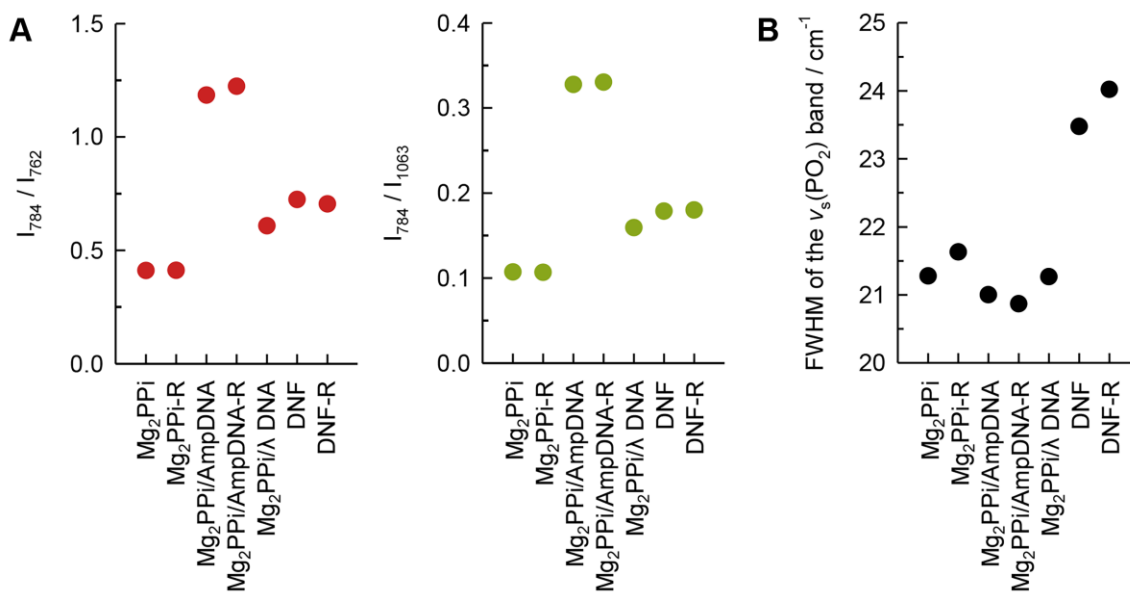 A
B
I₇₈₄ / I₇₆₂
1.5
1.0
0.5
0.0
Mg₂PPi
Mg₂PPi-R
Mg₂PPi/AmpDNA
Mg₂PPi/AmpDNA-R
Mg₂PPi/λ DNA
DNF
DNF-R
I₇₈₄ / I₁₀₆₃
0.4
0.3
0.2
0.1
0.0
Mg₂PPi
Mg₂PPi-R
Mg₂PPi/AmpDNA
Mg₂PPi/AmpDNA-R
Mg₂PPi/λ DNA
DNF
DNF-R
FWHM of the νₛ(PO₂) band / cm⁻¹
25
24
23
22
21
20
Mg₂PPi
Mg₂PPi-R
Mg₂PPi/AmpDNA
Mg₂PPi/AmpDNA-R
Mg₂PPi/λ DNA
DNF
DNF-R